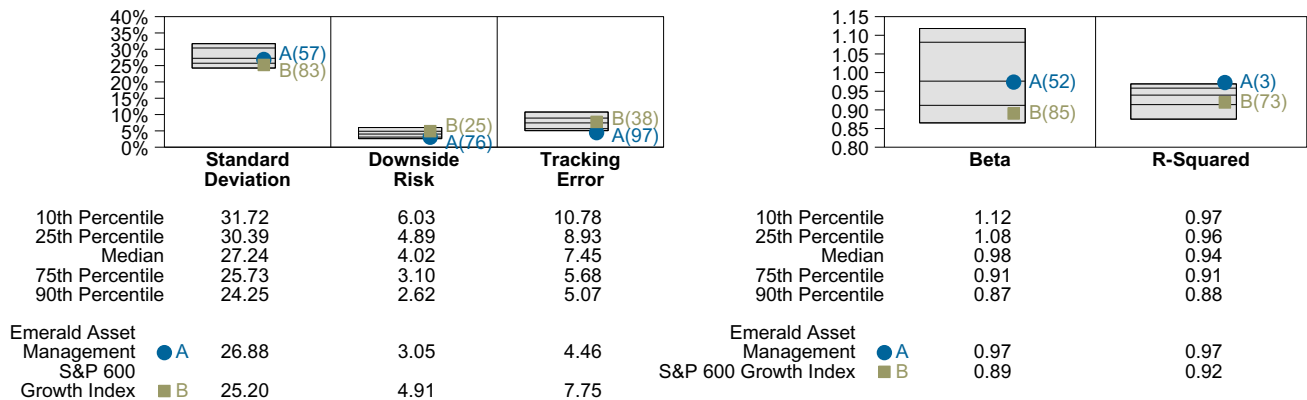 40%
35%
30%
25%
20%
15%
10%
5%
0%
A(57)
B(83)
B(25)
A(76)
B(38)
A(97)
Standard Deviation
Downside Risk
Tracking Error
10th Percentile 31.72 6.03 10.78
25th Percentile 30.39 4.89 8.93
Median 27.24 4.02 7.45
75th Percentile 25.73 3.10 5.68
90th Percentile 24.25 2.62 5.07
Emerald Asset
Management A 26.88 3.05 4.46
S&P 600
Growth Index B 25.20 4.91 7.75
1.15
1.15
1.10
1.05
1.00
0.95
0.90
0.85
0.80
A(52)
B(85)
A(3)
B(73)
Beta
R-Squared
10th Percentile 1.12 0.97
25th Percentile 1.08 0.96
Median 0.98 0.94
75th Percentile 0.91 0.91
90th Percentile 0.87 0.88
Emerald Asset
Management A 0.97 0.97
S&P 600 Growth Index B 0.89 0.92